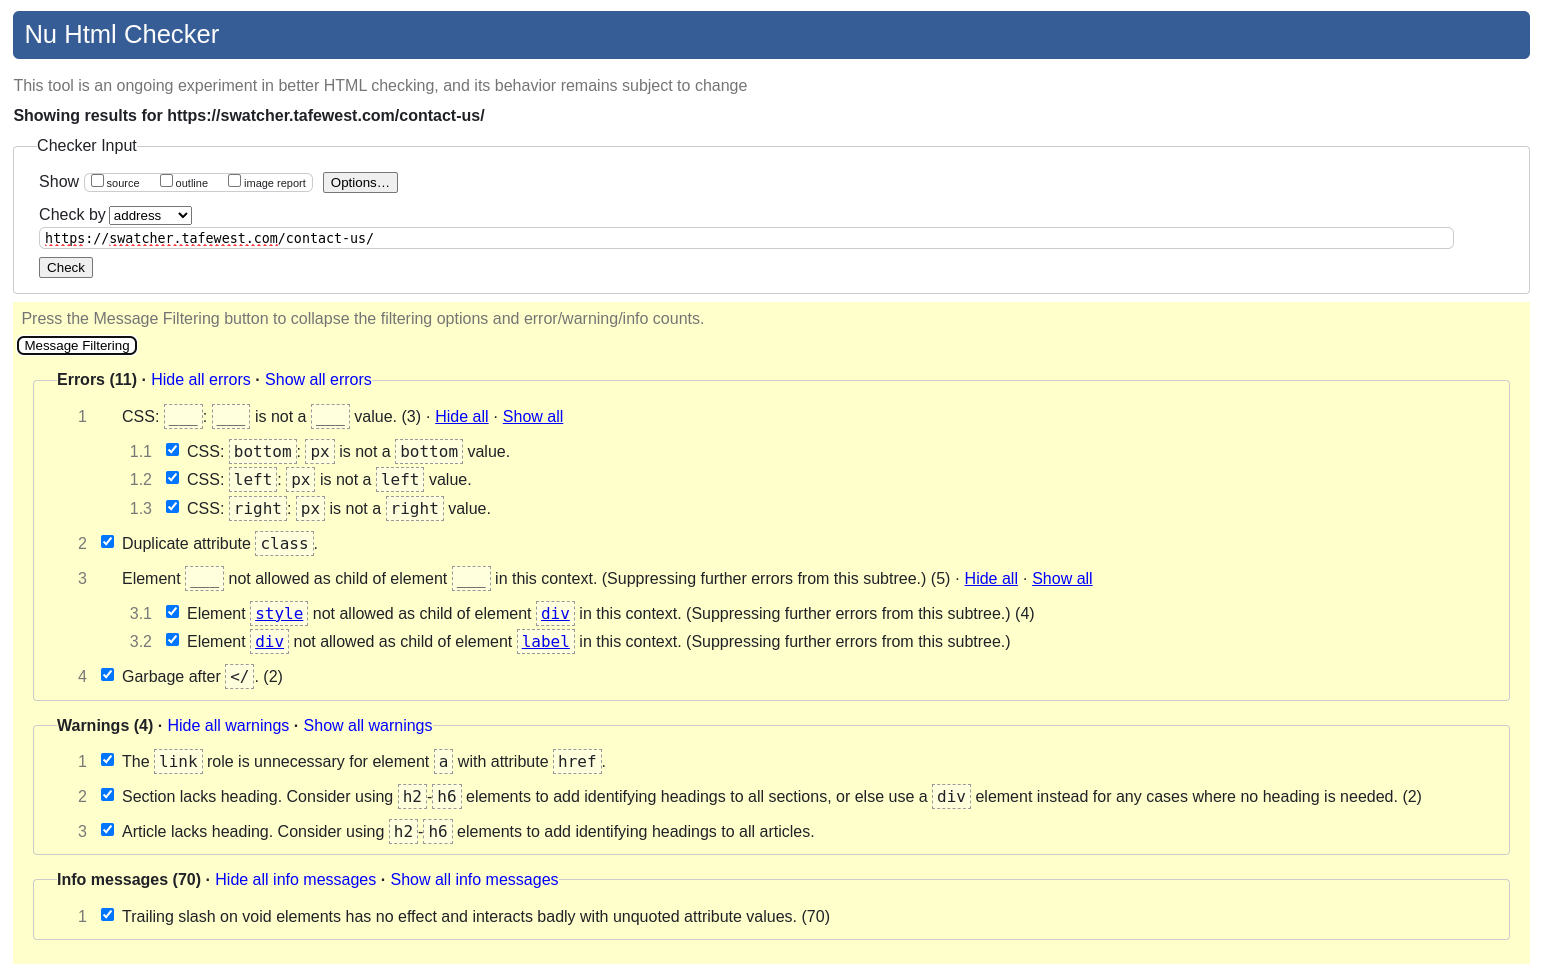 Nu Html Checker
This tool is an ongoing experiment in better HTML checking, and its behavior remains subject to change
Showing results for https://swatcher.tafewest.com/contact-us/
Checker Input
Show source outline image report Options…
Check by address
https://swatcher.tafewest.com/contact-us/
Check
Press the Message Filtering button to collapse the filtering options and error/warning/info counts.
Message Filtering
Errors (11) · Hide all errors · Show all errors
1 CSS: ___: ___ is not a ___ value. (3) · Hide all · Show all
1.1 CSS: bottom: px is not a bottom value.
1.2 CSS: left: px is not a left value.
1.3 CSS: right: px is not a right value.
2 Duplicate attribute class.
3 Element ___ not allowed as child of element ___ in this context. (Suppressing further errors from this subtree.) (5) · Hide all · Show all
3.1 Element style not allowed as child of element div in this context. (Suppressing further errors from this subtree.) (4)
3.2 Element div not allowed as child of element label in this context. (Suppressing further errors from this subtree.)
4 Garbage after </. (2)
Warnings (4) · Hide all warnings · Show all warnings
1 The link role is unnecessary for element a with attribute href.
2 Section lacks heading. Consider using h2-h6 elements to add identifying headings to all sections, or else use a div element instead for any cases where no heading is needed. (2)
3 Article lacks heading. Consider using h2-h6 elements to add identifying headings to all articles.
Info messages (70) · Hide all info messages · Show all info messages
1 Trailing slash on void elements has no effect and interacts badly with unquoted attribute values. (70)